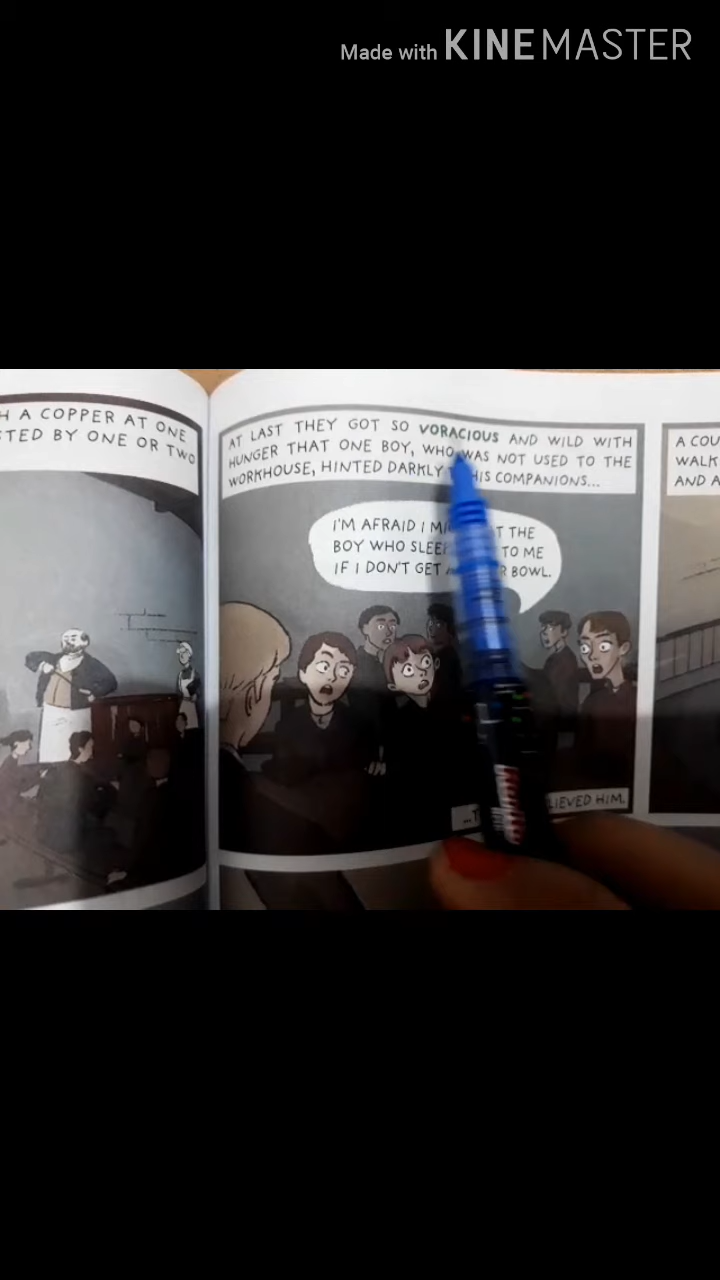 Made with KINEMASTER
H A COPPER AT ONE
STED BY ONE OR TWO
AT LAST THEY GOT SO VORACIOUS AND WILD WITH
HUNGER THAT ONE BOY, WHO WAS NOT USED TO THE
WORKHOUSE, HINTED DARKLY HIS COMPANIONS...
I'M AFRAID I T THE
BOY WHO TO ME
IF I DON'T GET BOWL.
HIM.
A COU
WALK
AND A